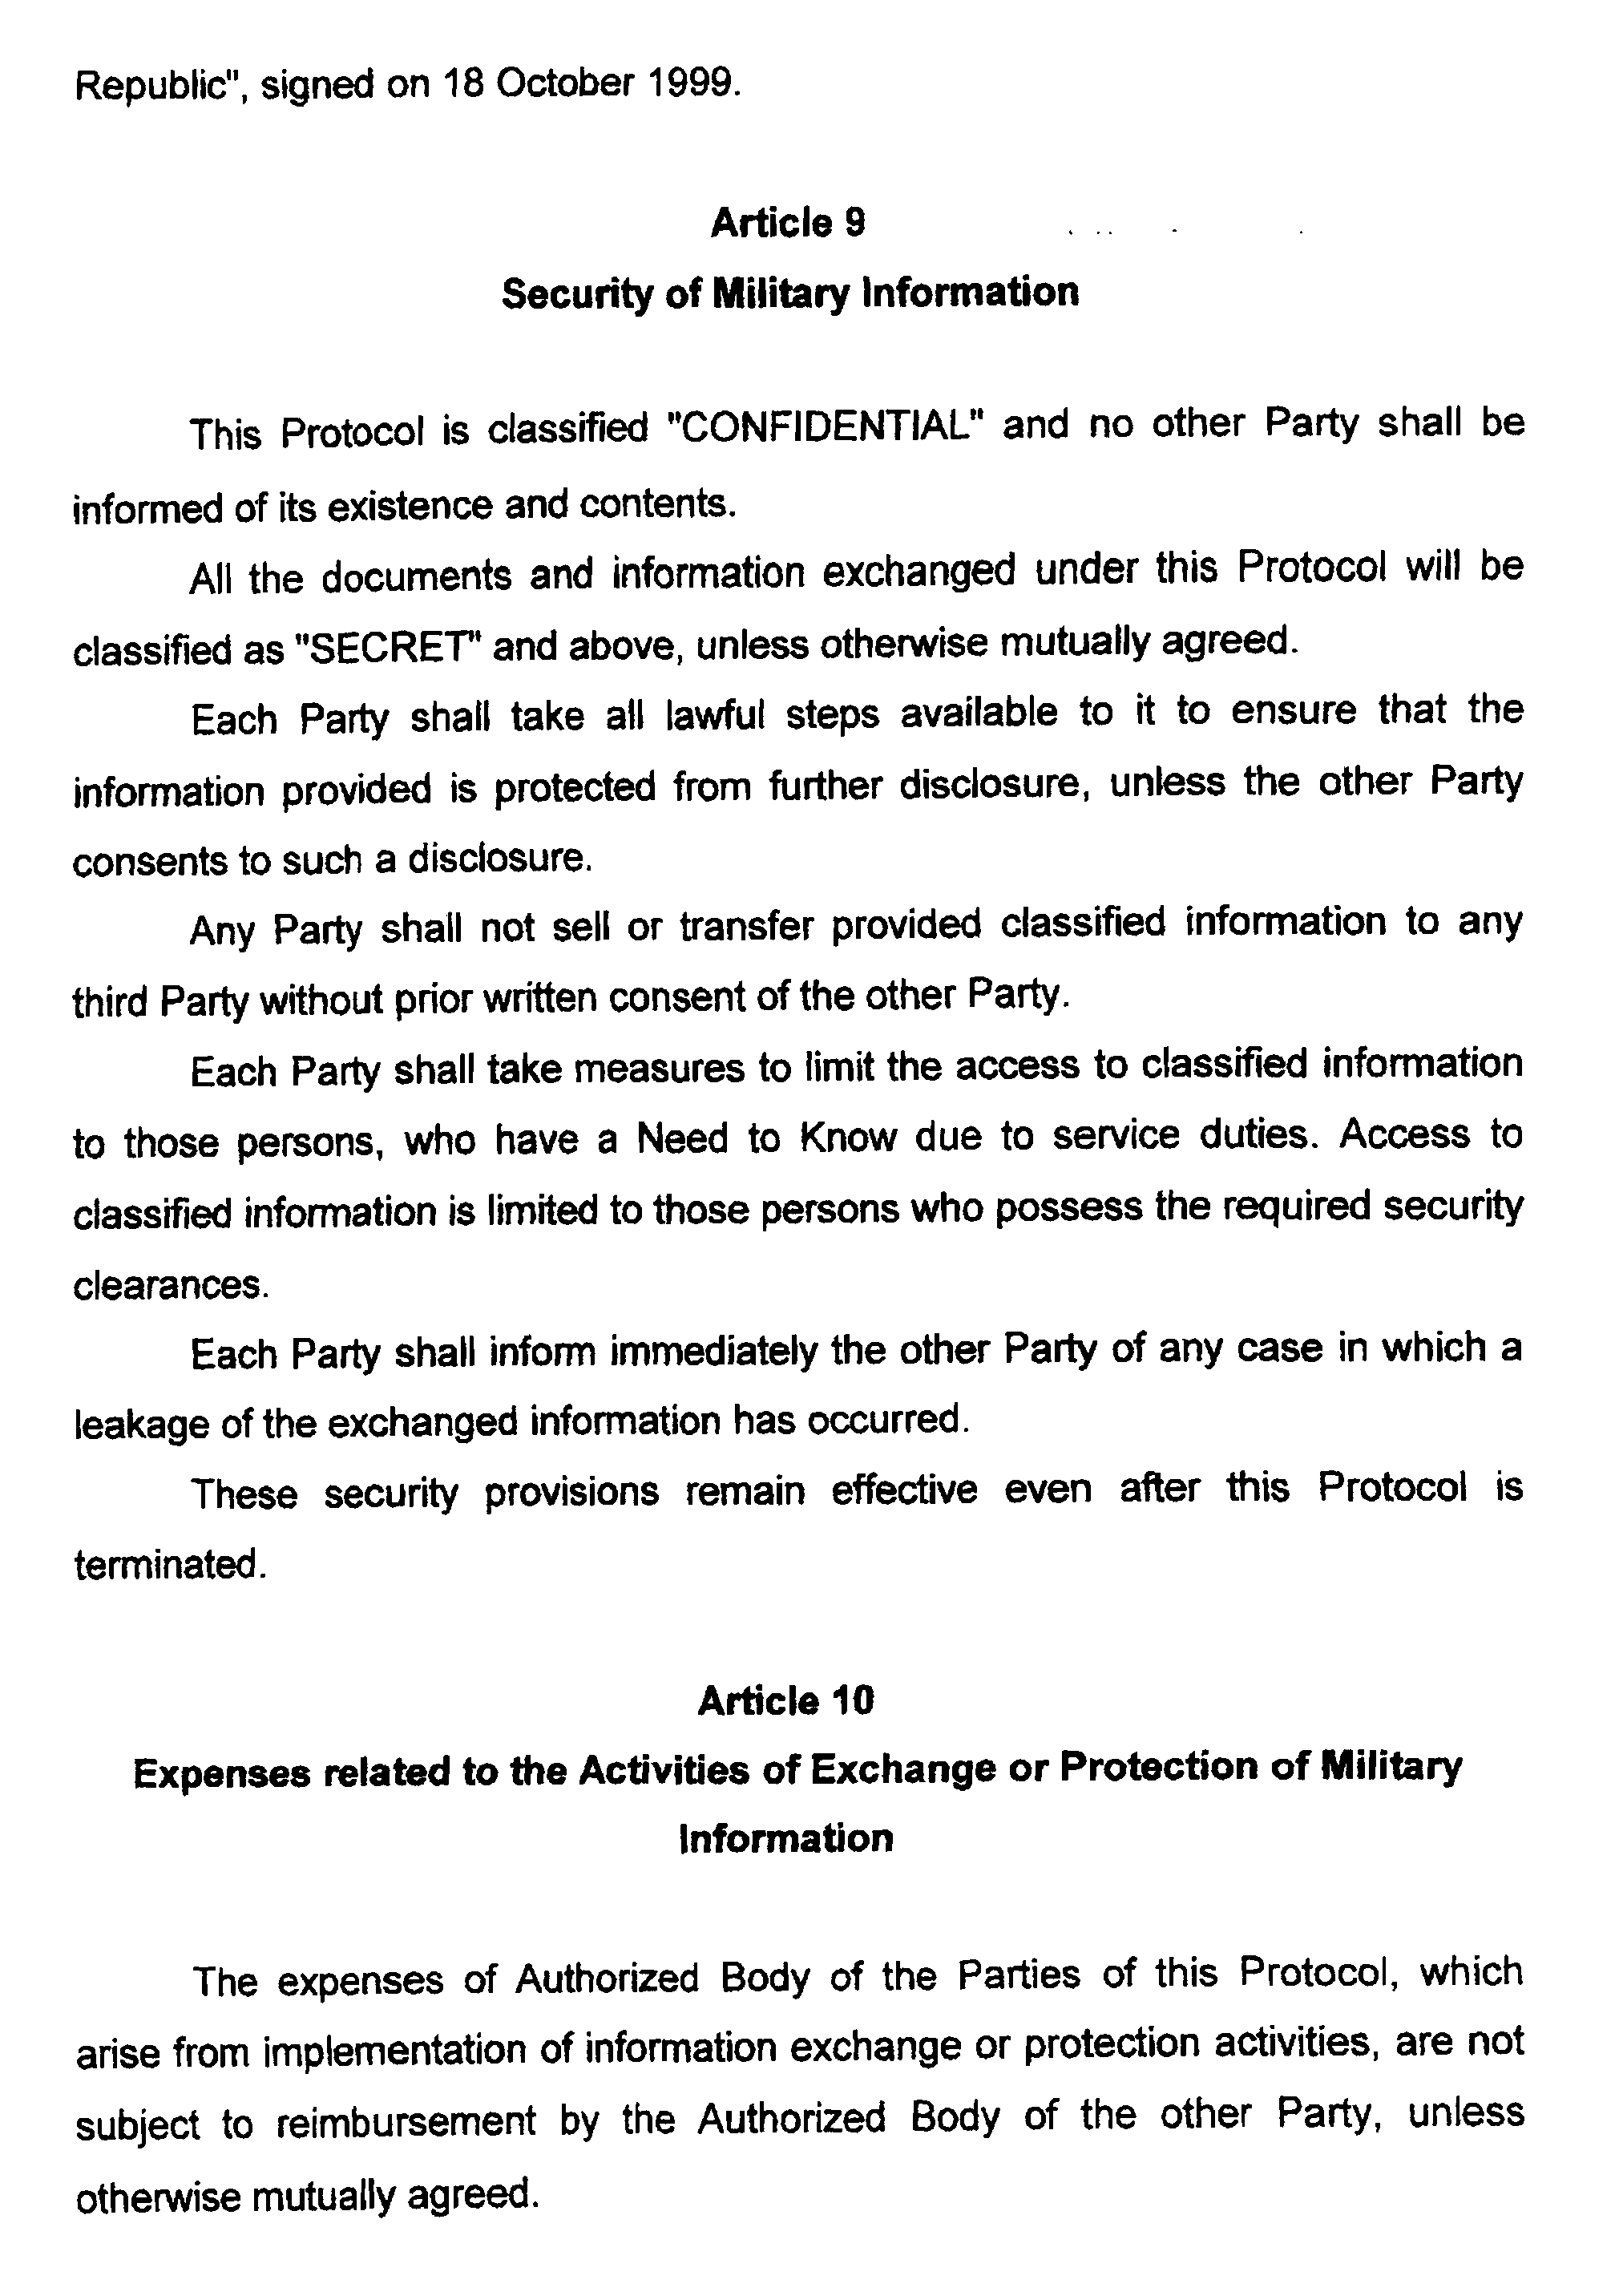 Republic", signed on 18 October 1999.
Article 9
Security of Military Information
This Protocol is classified "CONFIDENTIAL" and no other Party shall be
informed of its existence and contents.
All the documents and information exchanged under this Protocol will be
classified as "SECRET" and above, unless otherwise mutually agreed.
Each Party shall take all lawful steps available to it to ensure that the
information provided is protected from further disclosure, unless the other Party
consents to such a disclosure.
Any Party shall not sell or transfer provided classified information to any
third Party without prior written consent of the other Party.
Each Party shall take measures to limit the access to classified information
to those persons, who have a Need to Know due to service duties. Access to
classified information is limited to those persons who possess the required security
clearances.
Each Party shall inform immediately the other Party of any case in which a
leakage of the exchanged information has occurred.
These security provisions remain effective even after this Protocol is
terminated.
Article 10
Expenses related to the Activities of Exchange or Protection of Military
Information
The expenses of Authorized Body of the Parties of this Protocol, which
arise from implementation of information exchange or protection activities, are not
subject to reimbursement by the Authorized Body of the other Party, unless
otherwise mutually agreed.